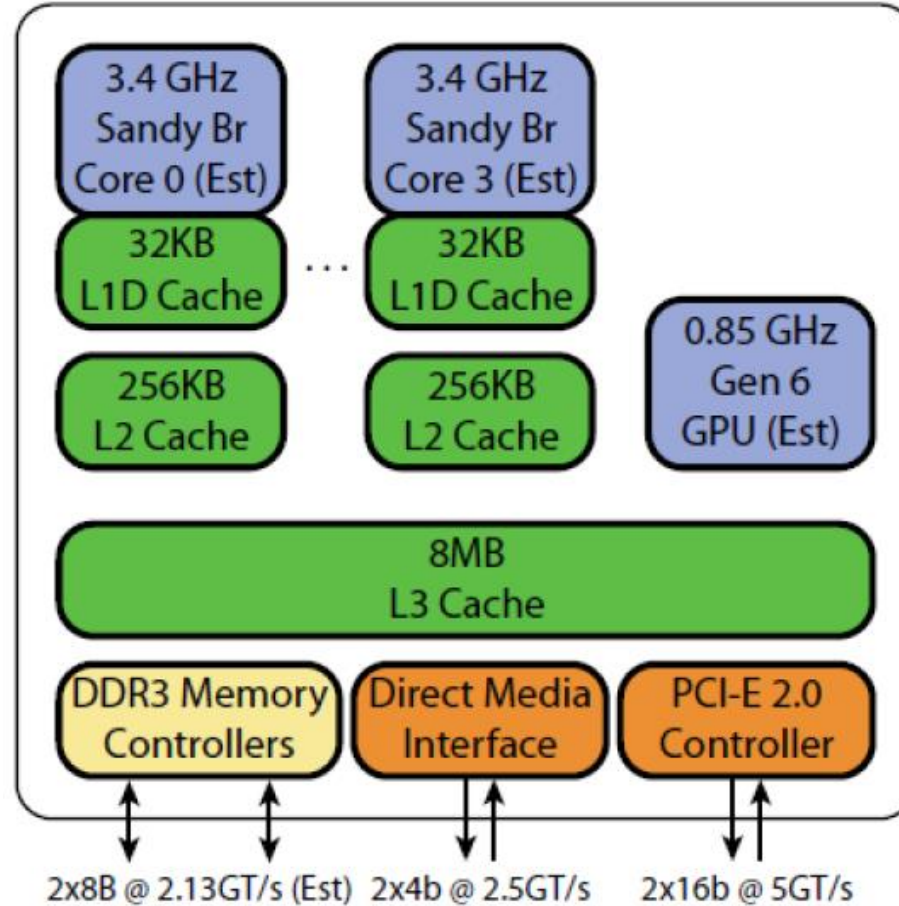 3.4 GHz
Sandy Br
Core 0 (Est)
3.4 GHz
Sandy Br
Core 3 (Est)
32KB
L1D Cache
...
32KB
L1D Cache
256KB
L2 Cache
256KB
L2 Cache
0.85 GHz
Gen 6
GPU (Est)
8MB
L3 Cache
DDR3 Memory
Controllers
Direct Media
Interface
PCI-E 2.0
Controller
2x8B @ 2.13GT/s (Est)
2x4b @ 2.5GT/s
2x16b @ 5GT/s